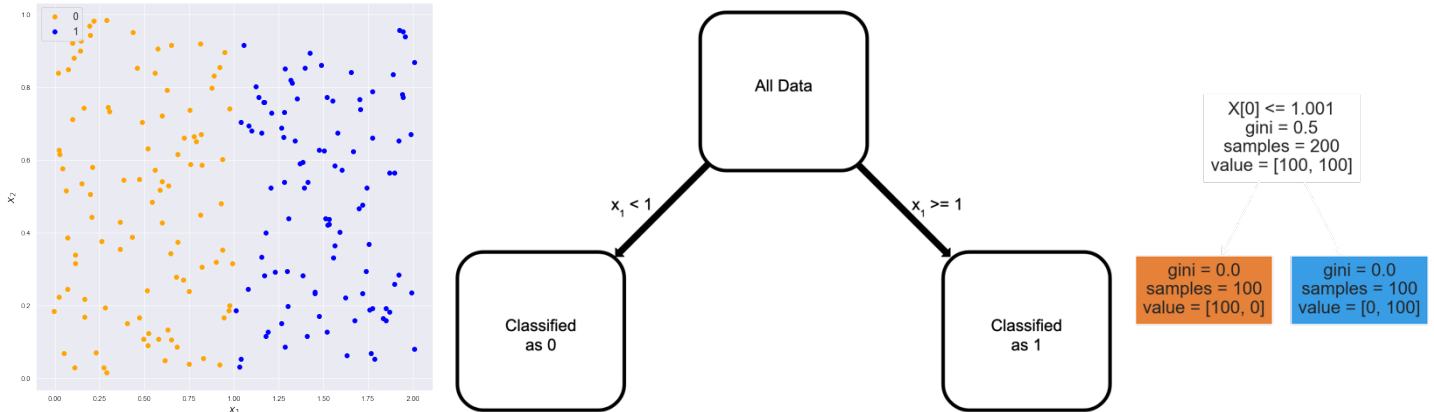 0
1
1.0
0.8
0.6
0.4
0.2
0.0
x2
0.00
0.25
0.50
0.75
1.00
1.25
1.50
1.75
2.00
x1
All Data
x1 < 1
x1 >= 1
Classified
as 0
Classified
as 1
X[0] <= 1.001
gini = 0.5
samples = 200
value = [100, 100]
gini = 0.0
samples = 100
value = [100, 0]
gini = 0.0
samples = 100
value = [0, 100]